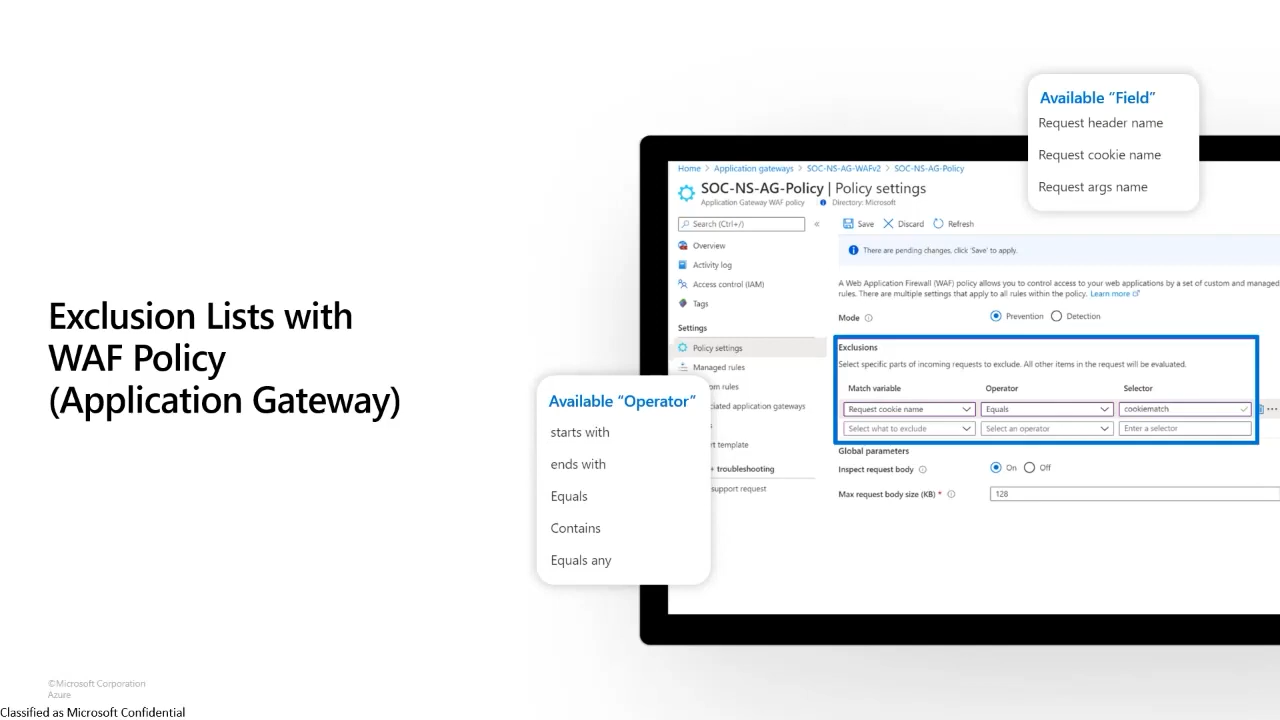 Exclusion Lists with
WAF Policy
(Application Gateway)
Available “Field”
Request header name
Request cookie name
Request args name
Home > Application gateways > SOC-NS-AG-WAFv2 > SOC-NS-AG-Policy
SOC-NS-AG-Policy | Policy settings
Application Gateway WAF policy
Directory: Microsoft
Search (Ctrl+/)
«
Overview
Activity log
Access control (IAM)
Tags
Settings
Policy settings
Managed rules
om rules
ciated application gateways
s
rt template
+ troubleshooting
support request
Save
Discard
Refresh
There are pending changes, click 'Save' to apply.
A Web Application Firewall (WAF) policy allows you to control access to your web applications by a set of custom and managed
rules. There are multiple settings that apply to all rules within the policy. Learn more
Mode
Prevention
Detection
Exclusions
Select specific parts of incoming requests to exclude. All other items in the request will be evaluated.
Match variable
Operator
Selector
Request cookie name
Equals
cookiematch
Select what to exclude
Select an operator
Enter a selector
Global parameters
Inspect request body
On
Off
Max request body size (KB) *
128
Available “Operator”
starts with
ends with
Equals
Contains
Equals any
©Microsoft Corporation
Azure
Classified as Microsoft Confidential